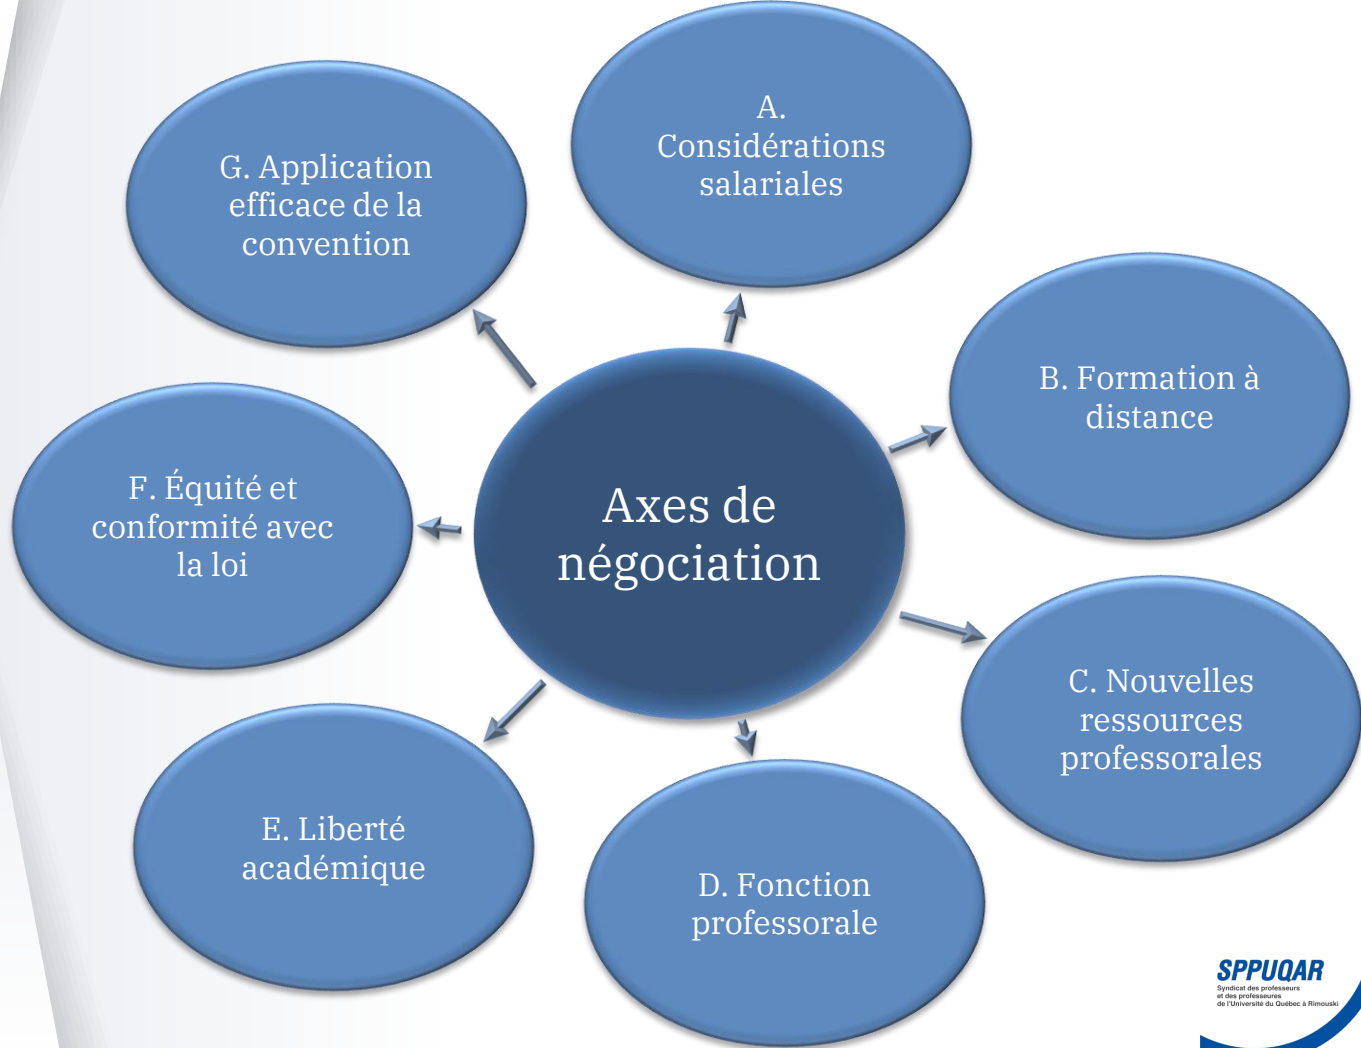 A.
Considérations
salariales
G. Application
efficace de la
convention
B. Formation à
distance
F. Équité et
conformité avec
la loi
Axes de
négociation
C. Nouvelles
ressources
professorales
E. Liberté
académique
D. Fonction
professorale
SPPUQAR
Syndicat des professeurs
et des professeures
de l'Université du Québec à Rimouski